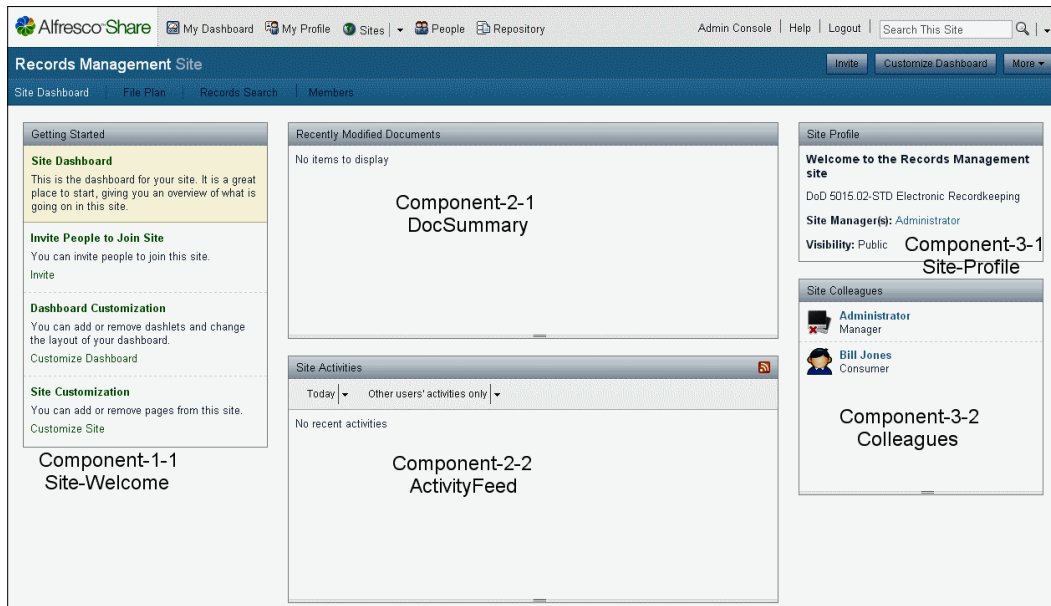 Alfresco Share My Dashboard My Profile Sites People Repository Admin Console Help Logout Search This Site
Records Management Site Invite Customize Dashboard More
Site Dashboard File Plan Records Search Members
Getting Started
Site Dashboard
This is the dashboard for your site. It is a great
place to start, giving you an overview of what is
going on in this site.
Invite People to Join Site
You can invite people to join this site.
Invite
Dashboard Customization
You can add or remove dashlets and change
the layout of your dashboard.
Customize Dashboard
Site Customization
You can add or remove pages from this site.
Customize Site
Component-1-1
Site-Welcome
Recently Modified Documents
No items to display
Component-2-1
DocSummary
Site Activities
Today Other users' activities only
No recent activities
Component-2-2
ActivityFeed
Site Profile
Welcome to the Records Management
site
DoD 5015.02-STD Electronic Recordkeeping
Site Manager(s): Administrator
Visibility: Public
Component-3-1
Site-Profile
Site Colleagues
Administrator
Manager
Bill Jones
Consumer
Component-3-2
Colleagues